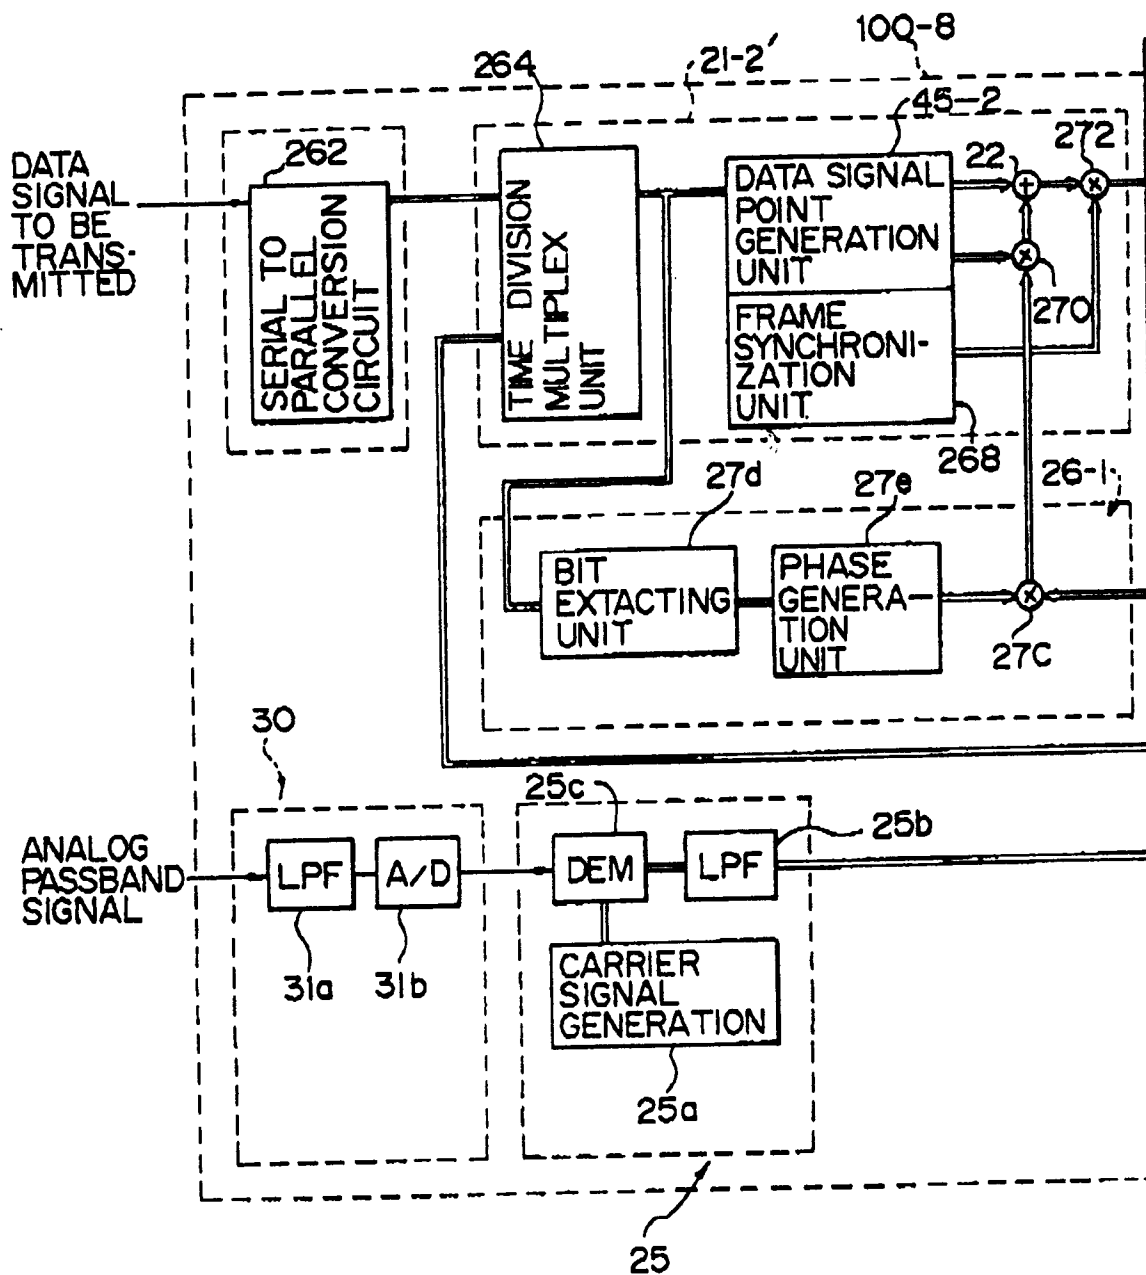 100-8
21-2'
264
45-2
262
22
272
DATA
SIGNAL
TO BE
TRANS-
MITTED
SERIAL TO
PARALLEL
CONVERSION
CIRCUIT
TIME DIVISION
MULTIPLEX
UNIT
DATA SIGNAL
POINT
GENERATION
UNIT
270
FRAME
SYNCHRONI-
ZATION
UNIT
268
26-1
27d
27e
BIT
EXTACTING
UNIT
PHASE
GENERA-
TION
UNIT
27C
30
25c
25b
ANALOG
PASSBAND
SIGNAL
LPF
A/D
DEM
LPF
31a
31b
CARRIER
SIGNAL
GENERATION
25a
25